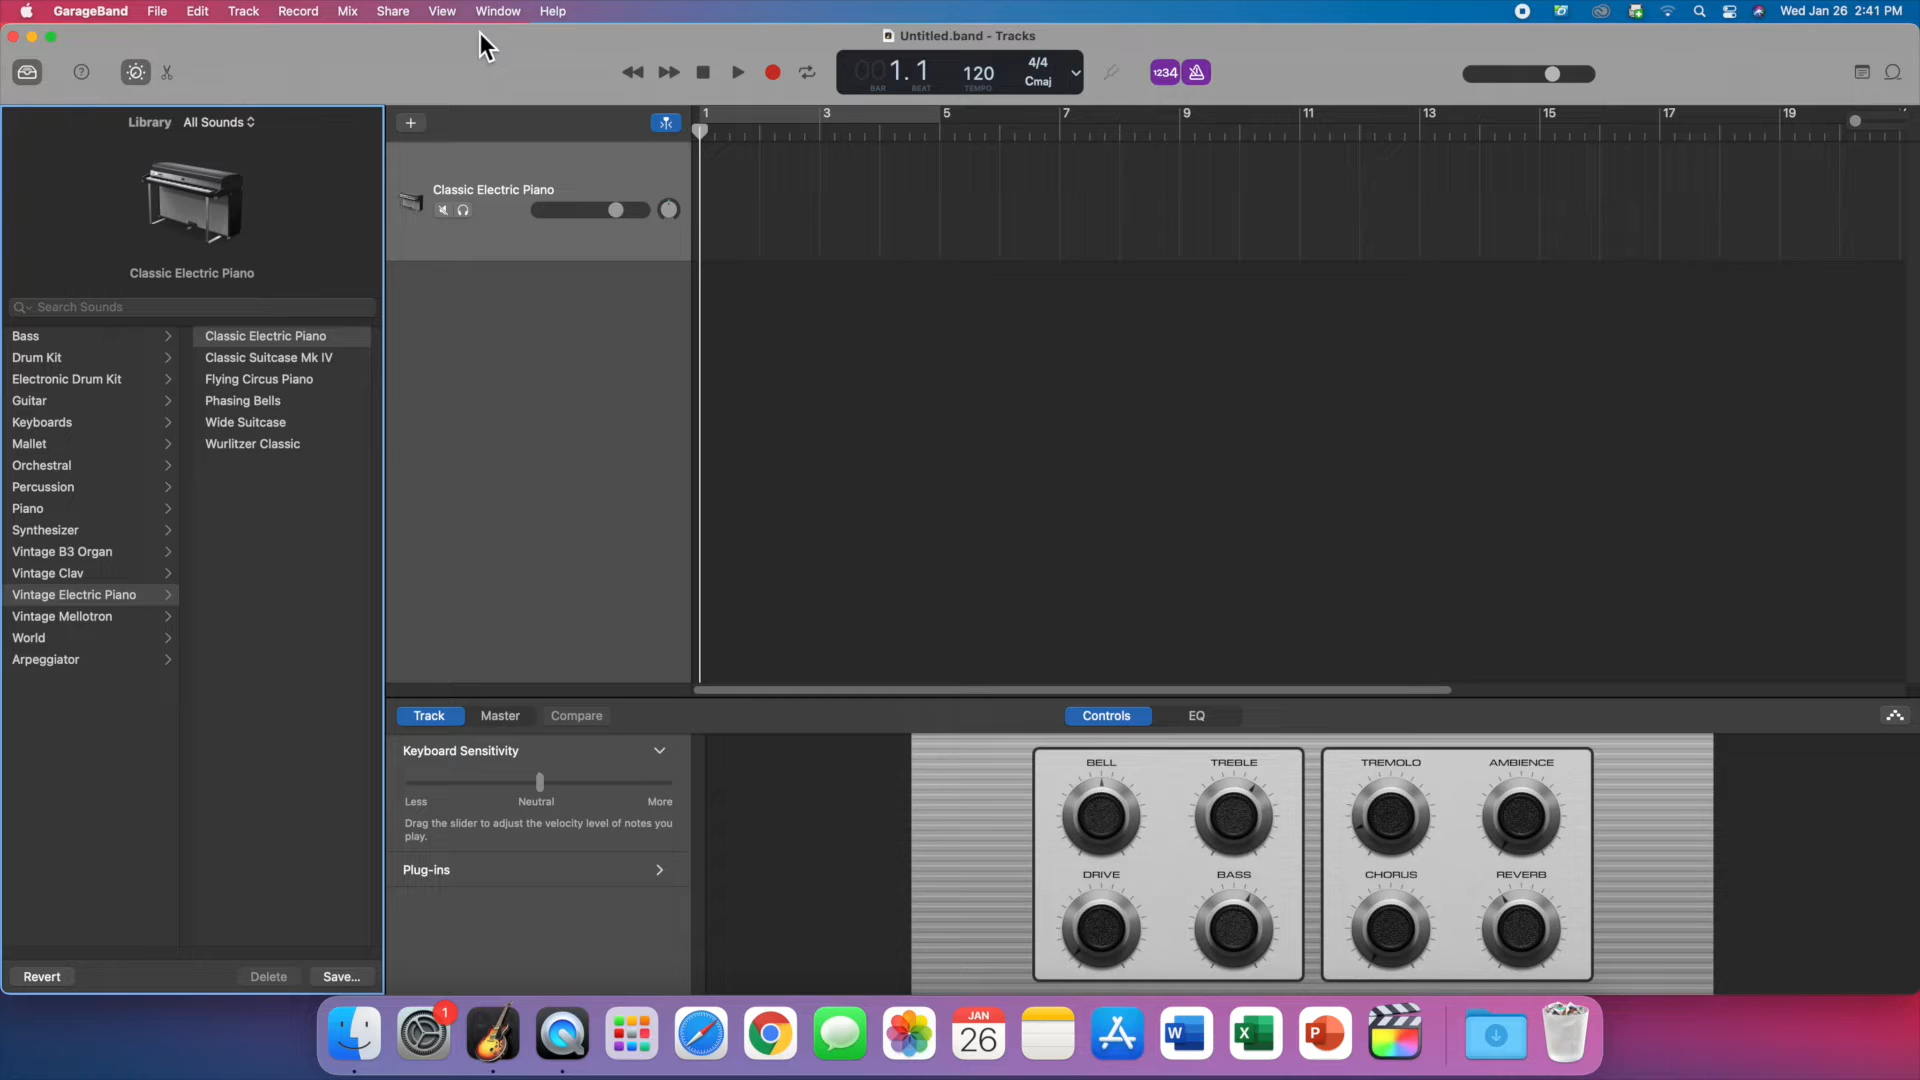 GarageBand File Edit Track Record Mix Share View Window Help
Wed Jan 26 2:41 PM
Untitled.band - Tracks
001.1 120 4/4
Cmaj
BAR BEAT TEMPO
1234
Library All Sounds
Classic Electric Piano
Search Sounds
Bass
Drum Kit
Electronic Drum Kit
Guitar
Keyboards
Mallet
Orchestral
Percussion
Piano
Synthesizer
Vintage B3 Organ
Vintage Clav
Vintage Electric Piano
Vintage Mellotron
World
Arpeggiator
Classic Electric Piano
Classic Suitcase Mk IV
Flying Circus Piano
Phasing Bells
Wide Suitcase
Wurlitzer Classic
Revert Delete Save...
1 3 5 7 9 11 13 15 17 19
Classic Electric Piano
Track Master Compare
Controls EQ
Keyboard Sensitivity
Less Neutral More
Drag the slider to adjust the velocity level of notes you
play.
Plug-ins
BELL TREBLE TREMOLO AMBIENCE
DRIVE BASS CHORUS REVERB
1
JAN
26
W
X
P